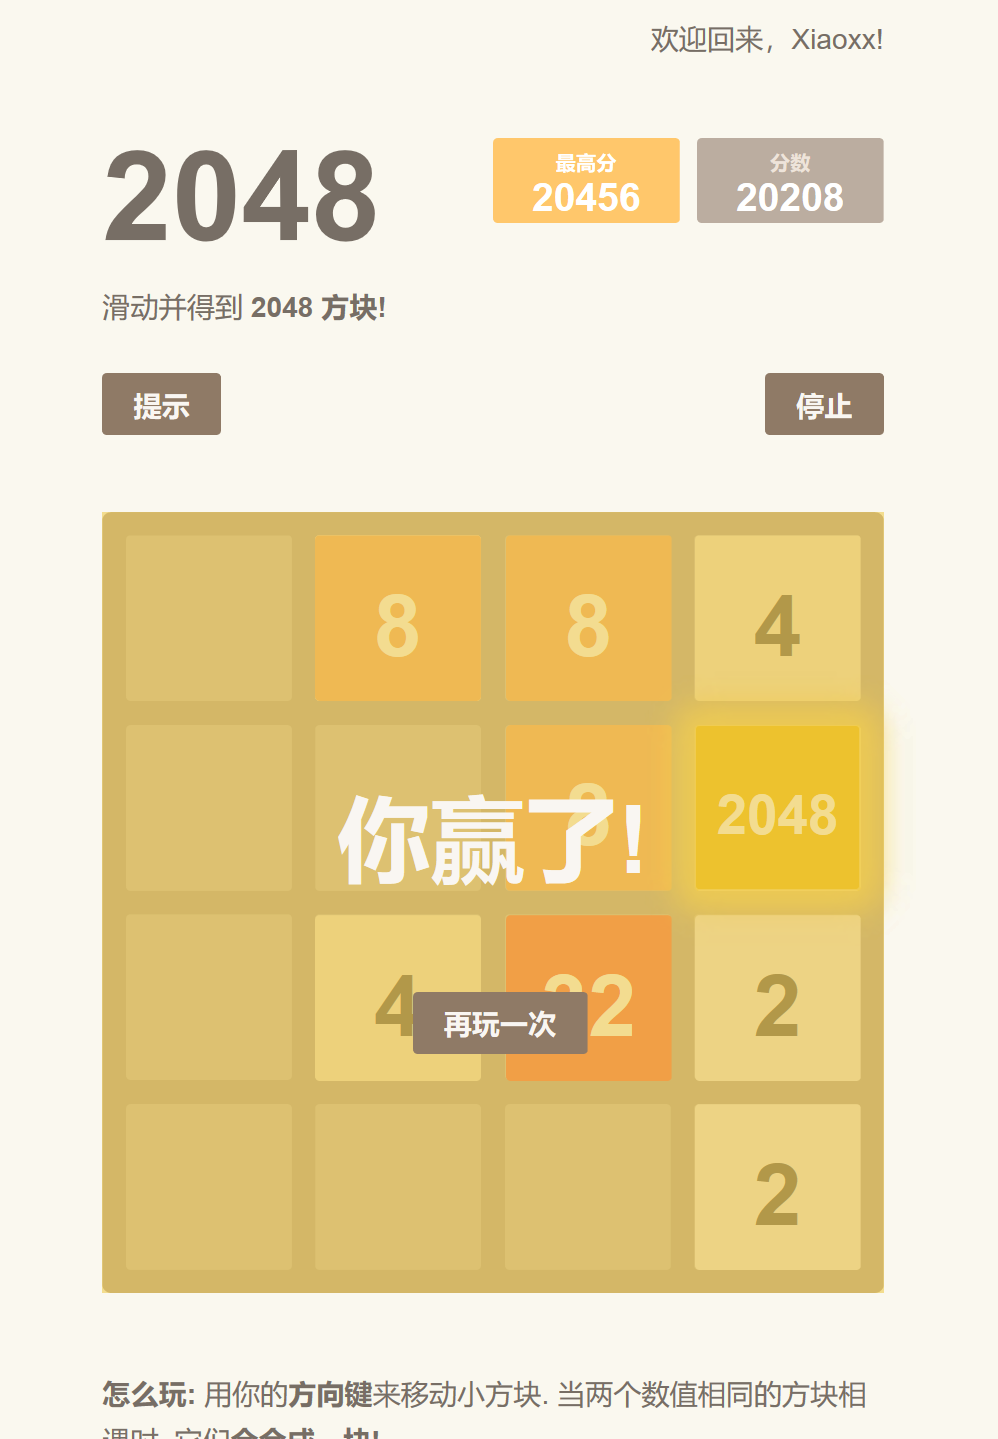 欢迎回来，Xiaoxx!
2048
最高分
20456
分数
20208
滑动并得到 2048 方块!
提示
停止
8 8 4
8 2048
你赢了!
4 32 2
再玩一次
2
怎么玩: 用你的方向键来移动小方块. 当两个数值相同的方块相